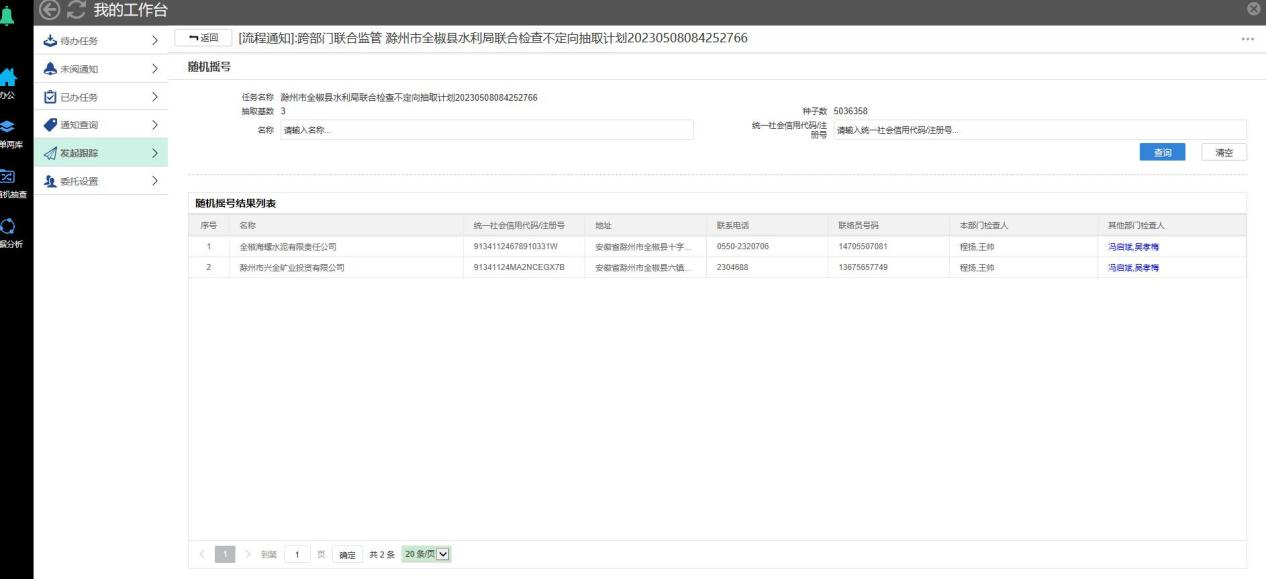 我的工作台
待办任务
未阅通知
已办任务
通知查询
发起跟踪
委托设置
办公
单两库
机抽查
据分析
返回 [流程通知]:跨部门联合监管 滁州市全椒县水利局联合检查不定向抽取计划20230508084252766
随机摇号
任务名称 滁州市全椒县水利局联合检查不定向抽取计划20230508084252766
抽取基数 3 种子数 5036358
名称 请输入名称... 统一社会信用代码/注册号 请输入统一社会信用代码/注册号...
查询 清空
随机摇号结果列表
序号 名称 统一社会信用代码/注册号 地址 联系电话 联络员号码 本部门检查人 其他部门检查人
1 全椒海螺水泥有限责任公司 91341124678910331W 安徽省滁州市全椒县十字... 0550-2320706 14705507081 程扬,王帅 冯启斌,吴孝梅
2 滁州市兴全矿业投资有限公司 91341124MA2NCEGX7B 安徽省滁州市全椒县六镇... 2304688 13675657749 程扬,王帅 冯启斌,吴孝梅
1 到第 1 页 确定 共 2 条 20 条/页